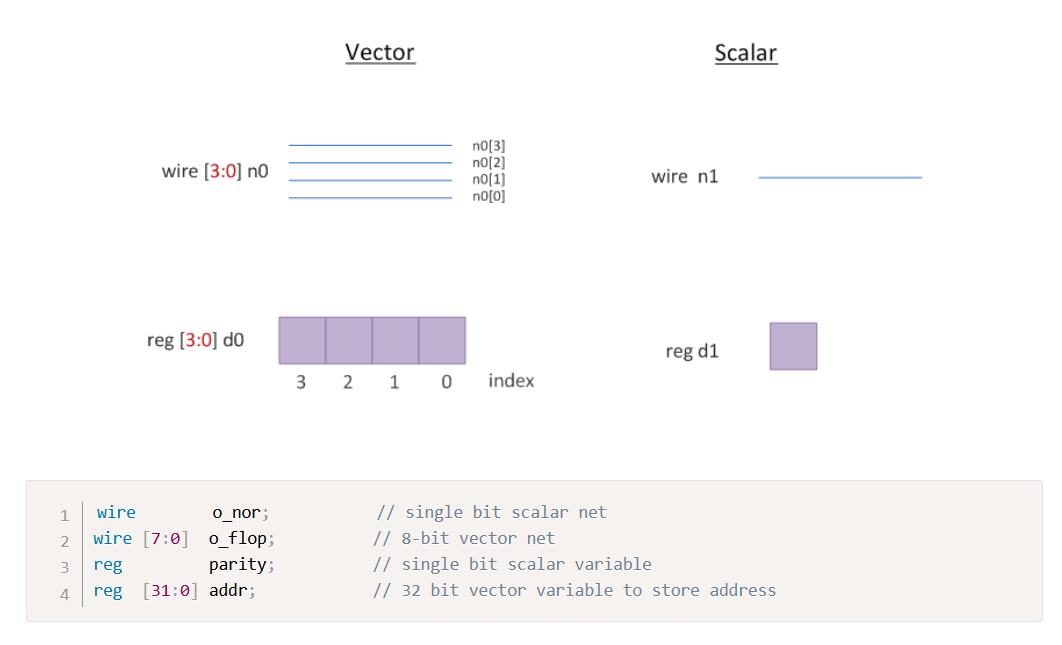 Vector Scalar
n0[3]
wire [3:0] n0 n0[2] wire n1
n0[1]
n0[0]
reg [3:0] d0 reg d1
3 2 1 0 index
1 wire o_nor; // single bit scalar net
2 wire [7:0] o_flop; // 8-bit vector net
3 reg parity; // single bit scalar variable
4 reg [31:0] addr; // 32 bit vector variable to store address